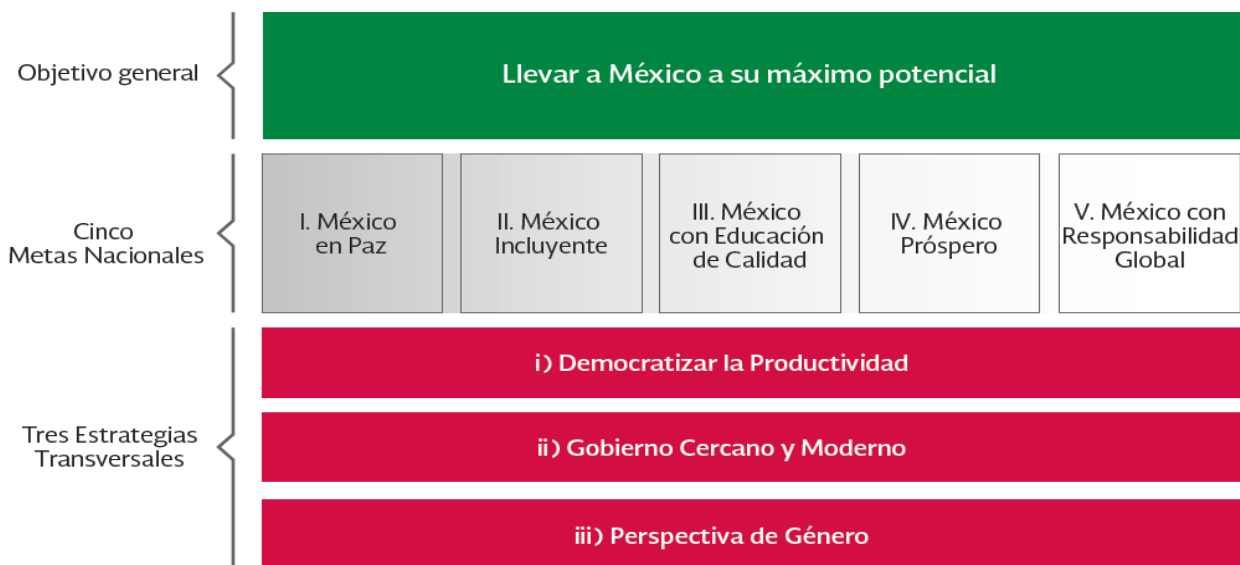 Objetivo general
Llevar a México a su máximo potencial
Cinco
Metas Nacionales
I. México
en Paz
II. México
Incluyente
III. México
con Educación
de Calidad
IV. México
Próspero
V. México con
Responsabilidad
Global
Tres Estrategias
Transversales
i) Democratizar la Productividad
ii) Gobierno Cercano y Moderno
iii) Perspectiva de Género